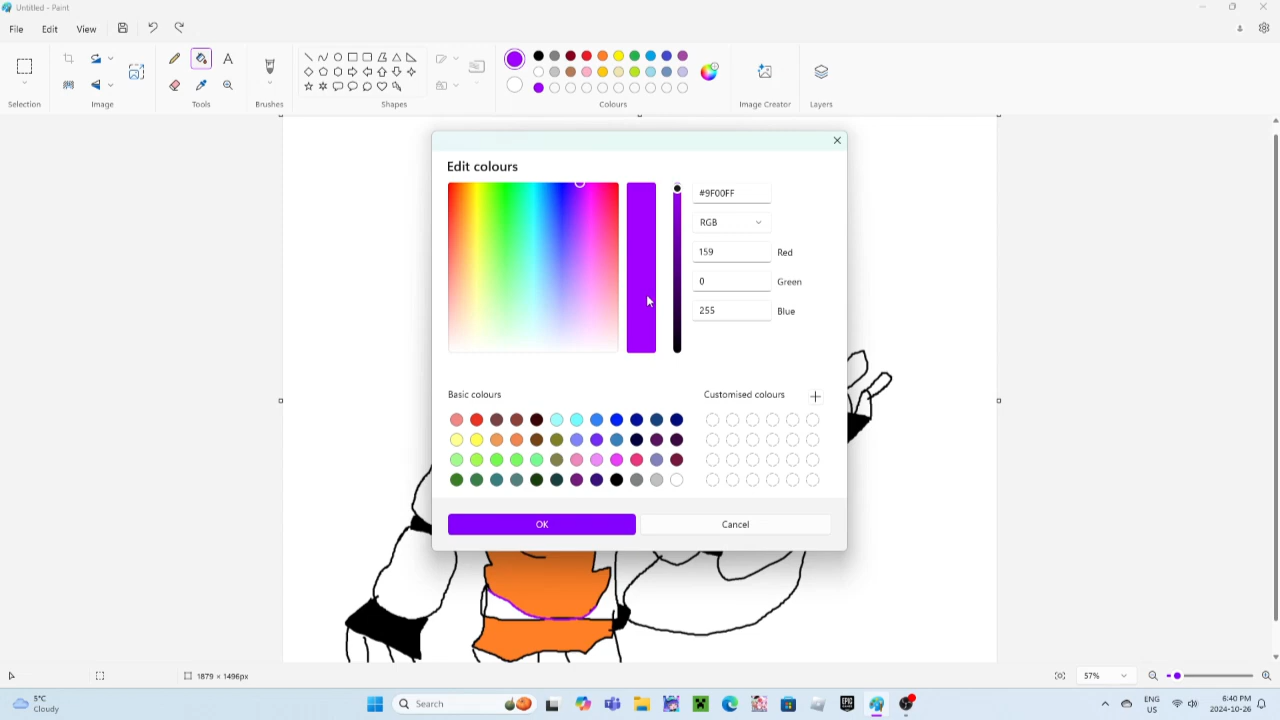 Untitled - Paint
File Edit View
Selection Image Tools Brushes Shapes Colours Image Creator Layers
Edit colours
#9F00FF
RGB
159 Red
0 Green
255 Blue
Basic colours Customised colours
OK Cancel
1879 × 1496px 57%
5°C
Cloudy
Search
EPIC
ENG
US
6:40 PM
2024-10-26